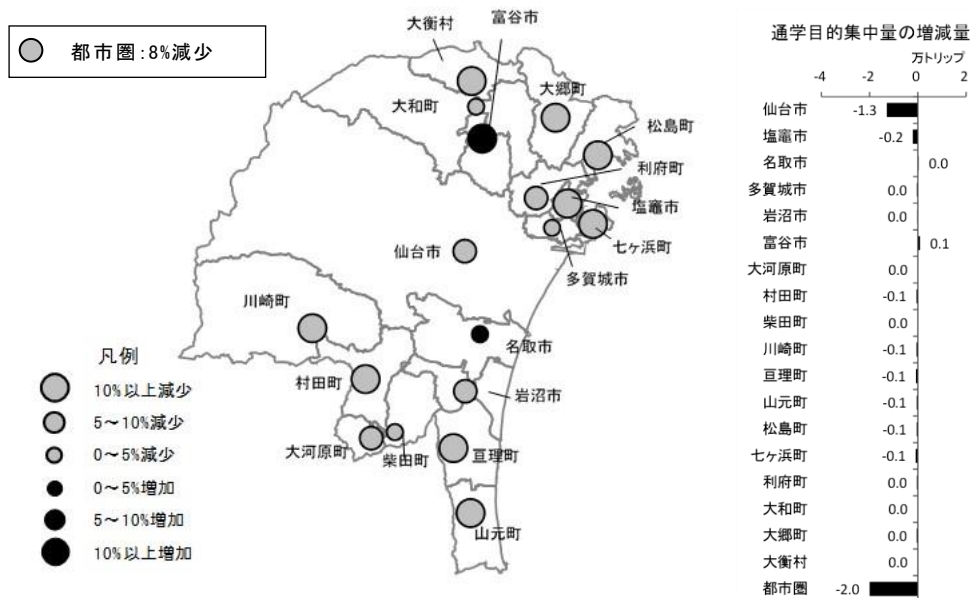 都市圏:8%減少
大衡村
富谷市
大和町
大郷町
松島町
利府町
塩竈市
七ヶ浜町
多賀城市
仙台市
川崎町
名取市
村田町
岩沼市
大河原町
柴田町
亘理町
山元町
凡例
10%以上減少
5～10%減少
0～5%減少
0～5%増加
5～10%増加
10%以上増加
通学目的集中量の増減量
万トリップ
-4 -2 0 2
仙台市 -1.3
塩竈市 -0.2
名取市 0.0
多賀城市 0.0
岩沼市 0.0
富谷市 0.1
大河原町 0.0
村田町 -0.1
柴田町 0.0
川崎町 -0.1
亘理町 -0.1
山元町 -0.1
松島町 -0.1
七ヶ浜町 -0.1
利府町 0.0
大和町 0.0
大郷町 0.0
大衡村 0.0
都市圏 -2.0